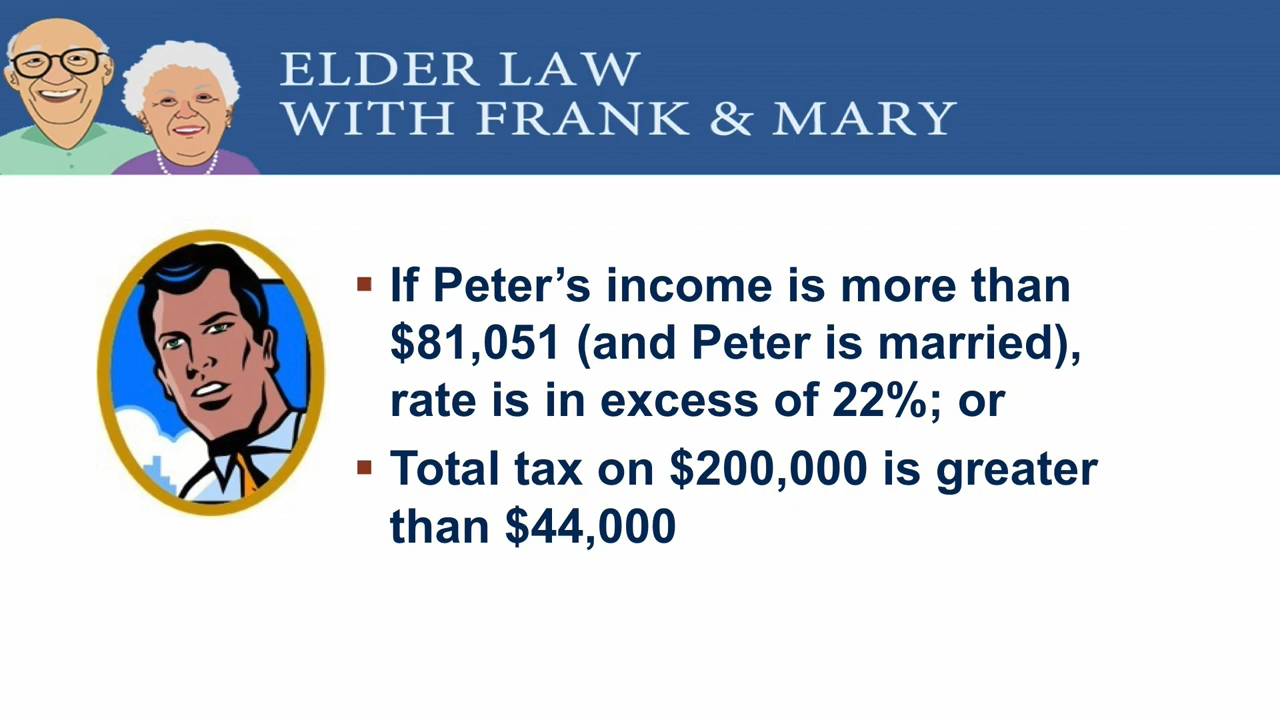 ELDER LAW
WITH FRANK & MARY
▪ If Peter’s income is more than
$81,051 (and Peter is married),
rate is in excess of 22%; or
▪ Total tax on $200,000 is greater
than $44,000